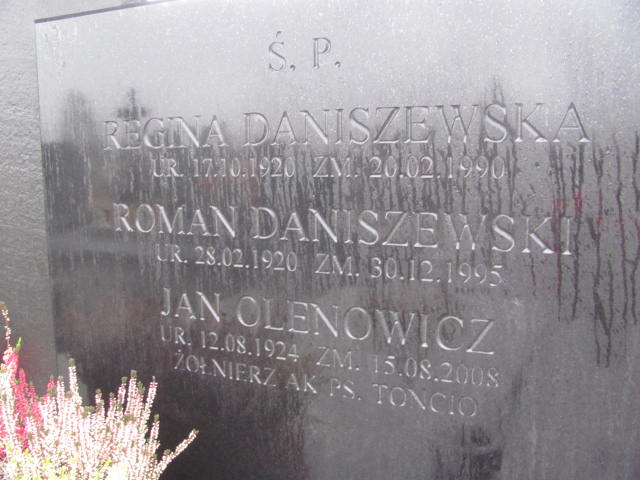 Ś. P.
REGINA DANISZEWSKA
UR. 17.10.1920 ZM. 20.02.1990
ROMAN DANISZEWSKI
UR. 28.02.1920 ZM. 30.12.1995
JAN OLENOWICZ
UR. 12.08.1924 ZM. 15.08.2008
ŻOŁNIERZ AK PS. TOŃCIO